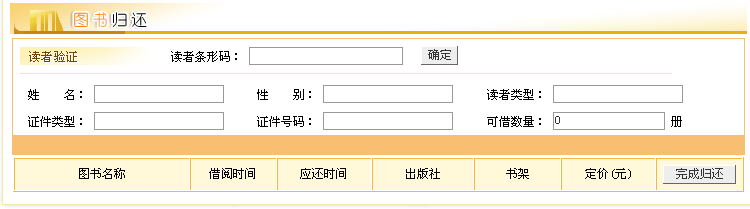 图书归还
读者验证 读者条形码： 确定
姓 名： 性 别： 读者类型：
证件类型： 证件号码： 可借数量： 0 册
图书名称 借阅时间 应还时间 出版社 书架 定价(元) 完成归还